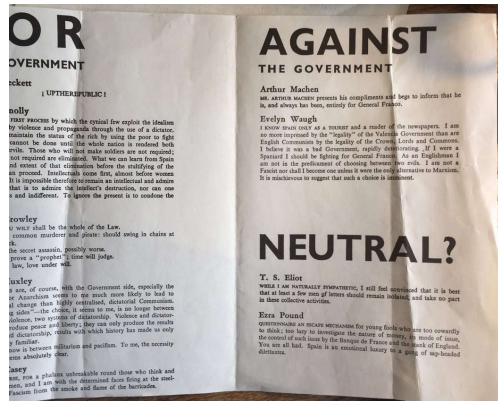 O R
OVERNMENT
eckett
¡ UPTHEREPUBLIC !
nolly
FIRST PROCESS by which the cynical few exploit the idealism
by violence and propaganda through the use of a dictator.
maintain the status of the rich by using the poor to fight
cannot be done until the whole nation is rendered both
rvile. Those who will not make soldiers are not required;
not required are eliminated. What we can learn from Spain
nd extent of that elimination before the stultifying of the
an proceed. Intellectuals come first, almost before women
It is impossible therefore to remain an intellectual and admire
that is to admire the intellect's destruction, nor can one
s and indifferent. To ignore the present is to condone the
rowley
U WILT shall be the whole of the Law.
common murderer and pirate: should swing in chains at
k.
the secret assassin, possibly worse.
prove a "prophet"; time will judge.
law, love under will.
uxley
s are, of course, with the Government side, especially the
or Anarchism seems to me much more likely to lead to
al change than highly centralised, dictatorial Communism.
g sides"—the choice, it seems to me, is no longer between
violence, two systems of dictatorship. Violence and dictator-
roduce peace and liberty; they can only produce the results
d dictatorship, results with which history has made us only
y familiar.
now is between militarism and pacifism. To me, the necessity
ems absolutely clear.
asey
EST, FOR a phalanx unbreakable round those who think and
men, and I am with the determined faces firing at the steel-
Fascism from the smoke and flame of the barricades.
AGAINST
THE GOVERNMENT
Arthur Machen
MR. ARTHUR MACHEN presents his compliments and begs to inform that he
is, and always has been, entirely for General Franco.
Evelyn Waugh
I KNOW SPAIN ONLY AS A TOURIST and a reader of the newspapers. I am
no more impressed by the "legality" of the Valencia Government than are
English Communists by the legality of the Crown, Lords and Commons.
I believe it was a bad Government, rapidly deteriorating. If I were a
Spaniard I should be fighting for General Franco. As an Englishman I
am not in the predicament of choosing between two evils. I am not a
Fascist nor shall I become one unless it were the only alternative to Marxism.
It is mischievous to suggest that such a choice is imminent.
NEUTRAL?
T. S. Eliot
WHILE I AM NATURALLY SYMPATHETIC, I still feel convinced that it is best
that at least a few men of letters should remain isolated, and take no part
in these collective activities.
Ezra Pound
QUESTIONNAIRE AN ESCAPE MECHANISM for young fools who are too cowardly
to think; too lazy to investigate the nature of money, its mode of issue,
the control of such issue by the Banque de France and the stank of England.
You are all had. Spain is an emotional luxury to a gang of sap-headed
dilettantes.